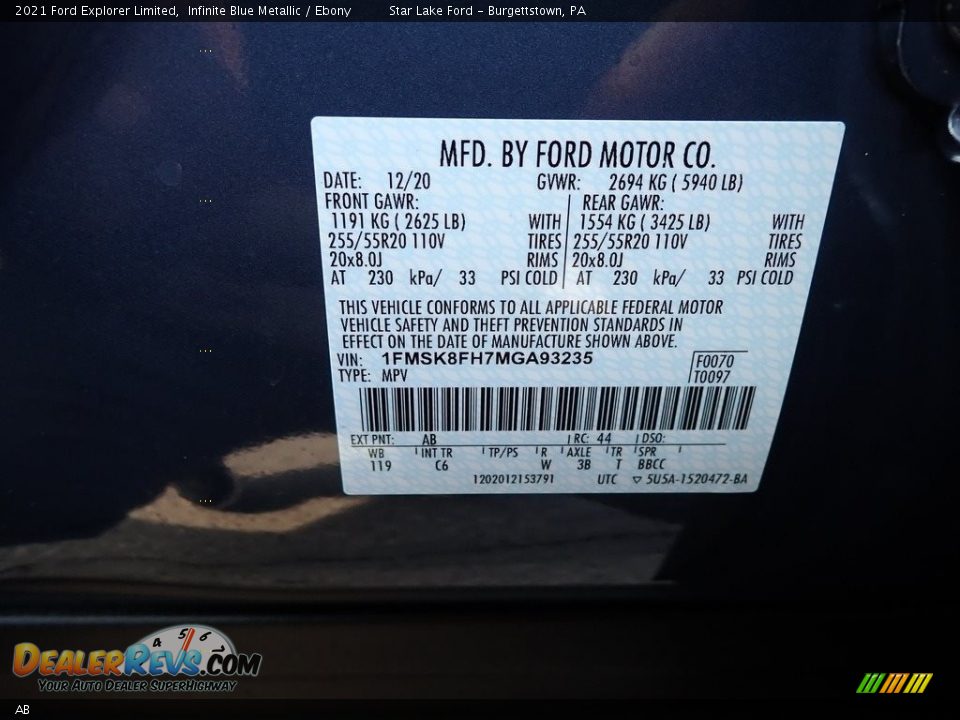 2021 Ford Explorer Limited, Infinite Blue Metallic / Ebony Star Lake Ford - Burgettstown, PA
MFD. BY FORD MOTOR CO.
DATE: 12/20 GVWR: 2694 KG ( 5940 LB)
FRONT GAWR: REAR GAWR:
1191 KG ( 2625 LB) WITH 1554 KG ( 3425 LB) WITH
255/55R20 110V TIRES 255/55R20 110V TIRES
20x8.0J RIMS 20x8.0J RIMS
AT 230 kPa/ 33 PSI COLD AT 230 kPa/ 33 PSI COLD
THIS VEHICLE CONFORMS TO ALL APPLICABLE FEDERAL MOTOR
VEHICLE SAFETY AND THEFT PREVENTION STANDARDS IN
EFFECT ON THE DATE OF MANUFACTURE SHOWN ABOVE.
VIN: 1FMSK8FH7MGA93235 F0070
TYPE: MPV T0097
EXT PNT: AB RC: 44 DSO:
WB INT TR TP/PS R AXLE TR SPR
119 C6 W 3B T BBCC
1202012153791 UTC ▽ 5U5A-1520472-BA
4 5 6
DealerRevs.com
Your Auto Dealer SuperHighway
AB